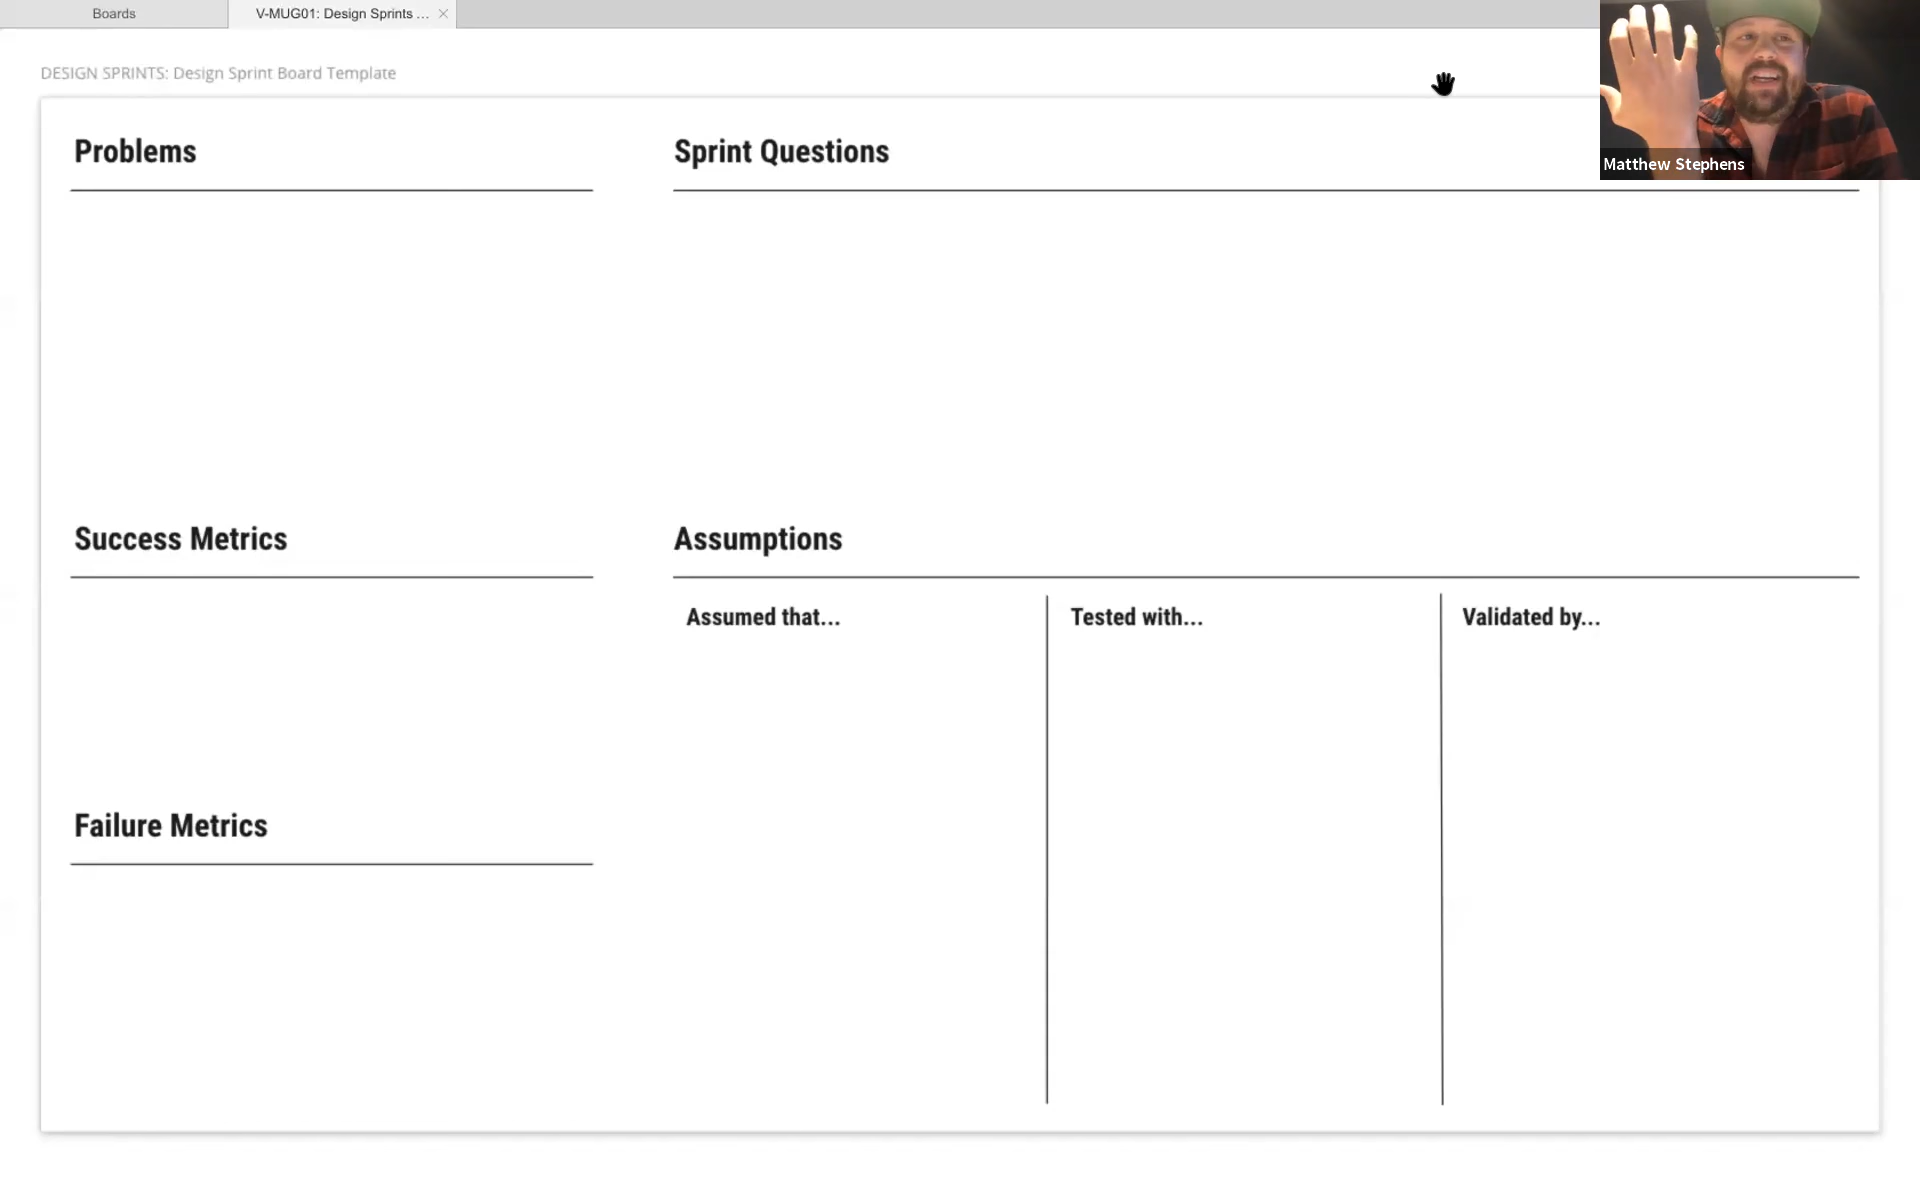 Boards
V-MUG01: Design Sprints ...
DESIGN SPRINTS: Design Sprint Board Template
Matthew Stephens
Problems
Sprint Questions
Success Metrics
Assumptions
Assumed that...
Tested with...
Validated by...
Failure Metrics